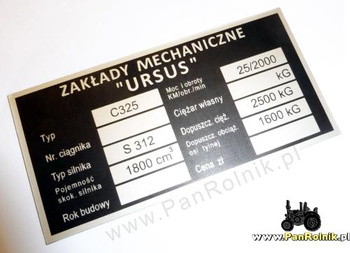 ZAKŁADY MECHANICZNE
"URSUS"
Typ C325
Nr. ciągnika
Typ silnika S 312
Pojemność
skok. silnika 1800 cm³
Rok budowy
Moc i obroty
KM/obr./min 25/2000
Ciężar własny kG
Dopuszcz. cięż. 2500 kG
Dopuszcz. obciąż.
osi tylnej 1600 kG
Cena zł
www.PanRolnik.pl
www.PanRolnik.pl